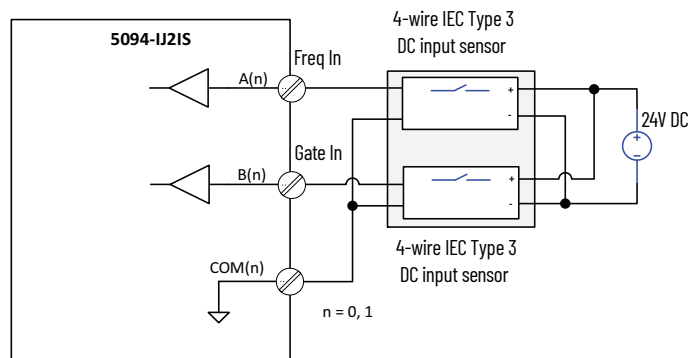 4-wire IEC Type 3
DC input sensor
5094-IJ2IS
Freq In
A(n)
+
-
24V DC
+
-
Gate In
B(n)
+
-
4-wire IEC Type 3
DC input sensor
COM(n)
n = 0, 1